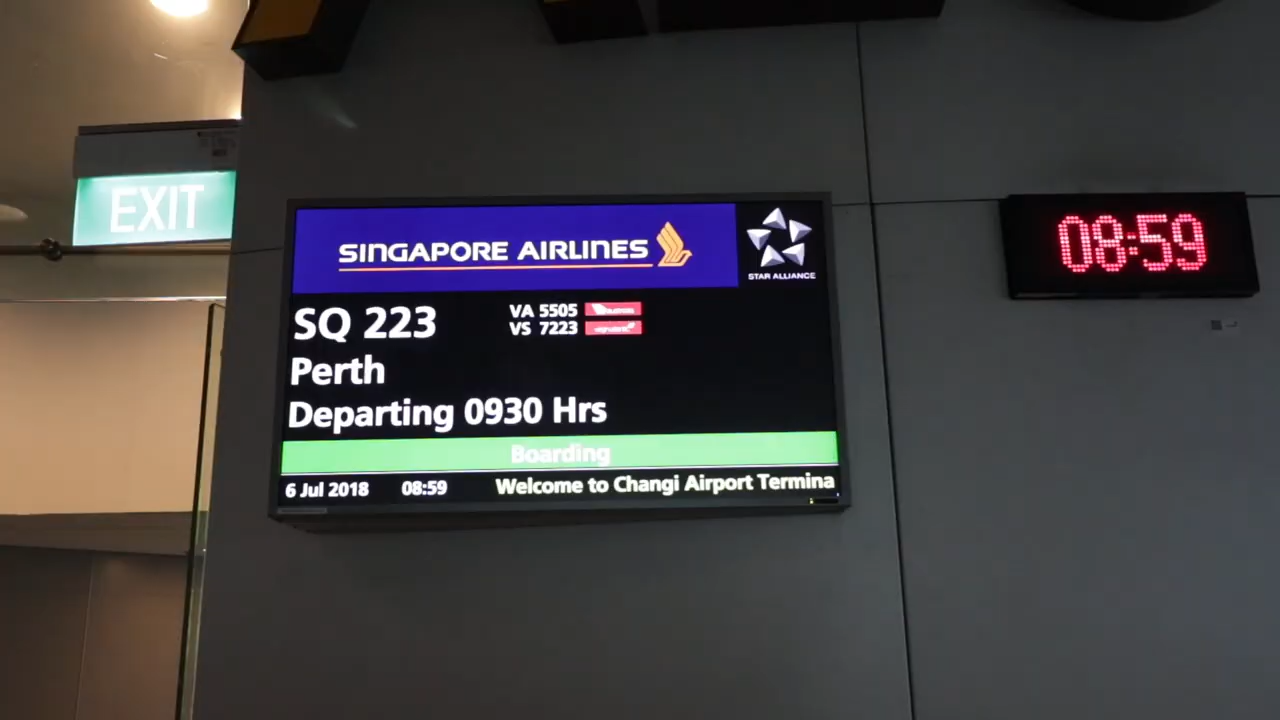 EXIT
SINGAPORE AIRLINES
STAR ALLIANCE
SQ 223
VA 5505
VS 7223
Perth
Departing 0930 Hrs
Boarding
6 Jul 2018 08:59 Welcome to Changi Airport Termina
08:59